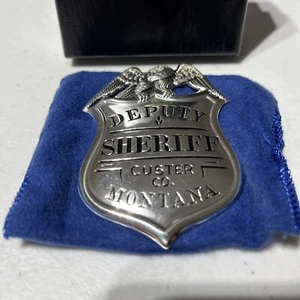 DEPUTY
SHERIFF
CUSTER
CO.
MONTANA